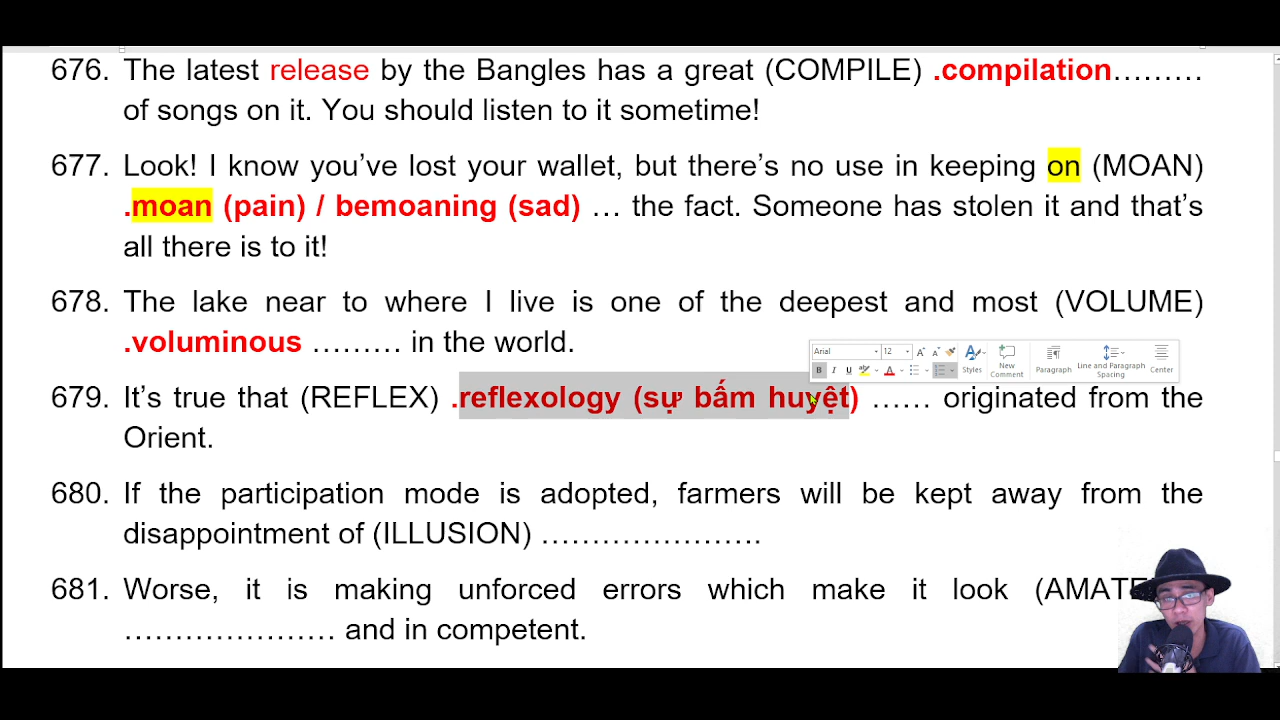 676. The latest release by the Bangles has a great (COMPILE) .compilation………
of songs on it. You should listen to it sometime!
677. Look! I know you’ve lost your wallet, but there’s no use in keeping on (MOAN)
.moan (pain) / bemoaning (sad) … the fact. Someone has stolen it and that’s
all there is to it!
678. The lake near to where I live is one of the deepest and most (VOLUME)
.voluminous ……… in the world.
Arial 12
B I U
Styles New Comment Paragraph Line and Paragraph Spacing Center
679. It’s true that (REFLEX) .reflexology (sự bấm huyệt) …… originated from the
Orient.
680. If the participation mode is adopted, farmers will be kept away from the
disappointment of (ILLUSION) ………………….
681. Worse, it is making unforced errors which make it look
………………… and in competent.